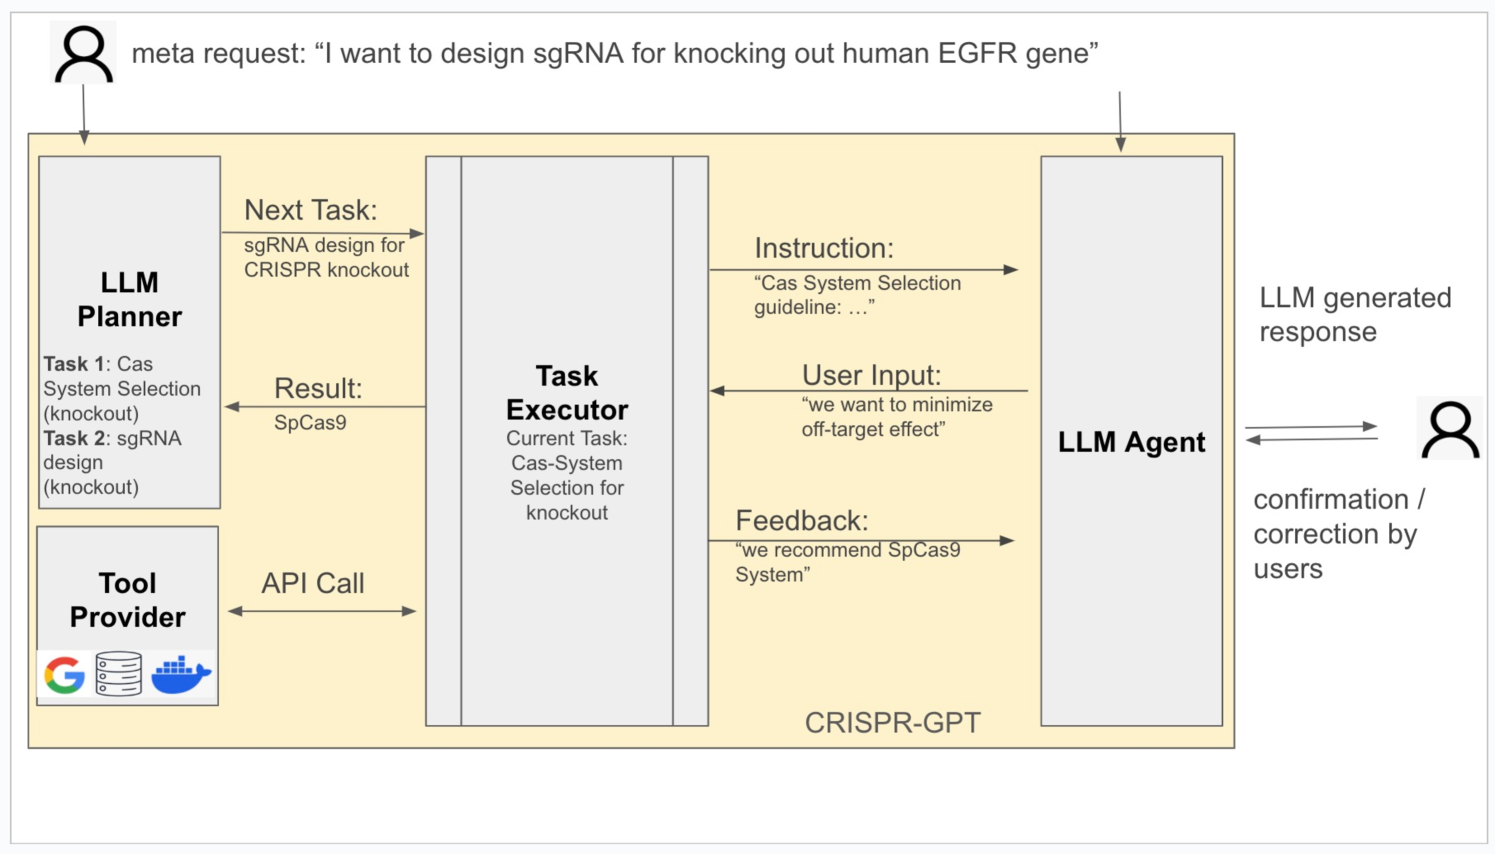 meta request: “I want to design sgRNA for knocking out human EGFR gene”
LLM
Planner
Task 1: Cas
System Selection
(knockout)
Task 2: sgRNA
design
(knockout)
Next Task:
sgRNA design for
CRISPR knockout
Result:
SpCas9
Tool
Provider
API Call
Task
Executor
Current Task:
Cas-System
Selection for
knockout
Instruction:
“Cas System Selection
guideline: …”
User Input:
“we want to minimize
off-target effect”
Feedback:
“we recommend SpCas9
System”
CRISPR-GPT
LLM Agent
LLM generated
response
confirmation /
correction by
users